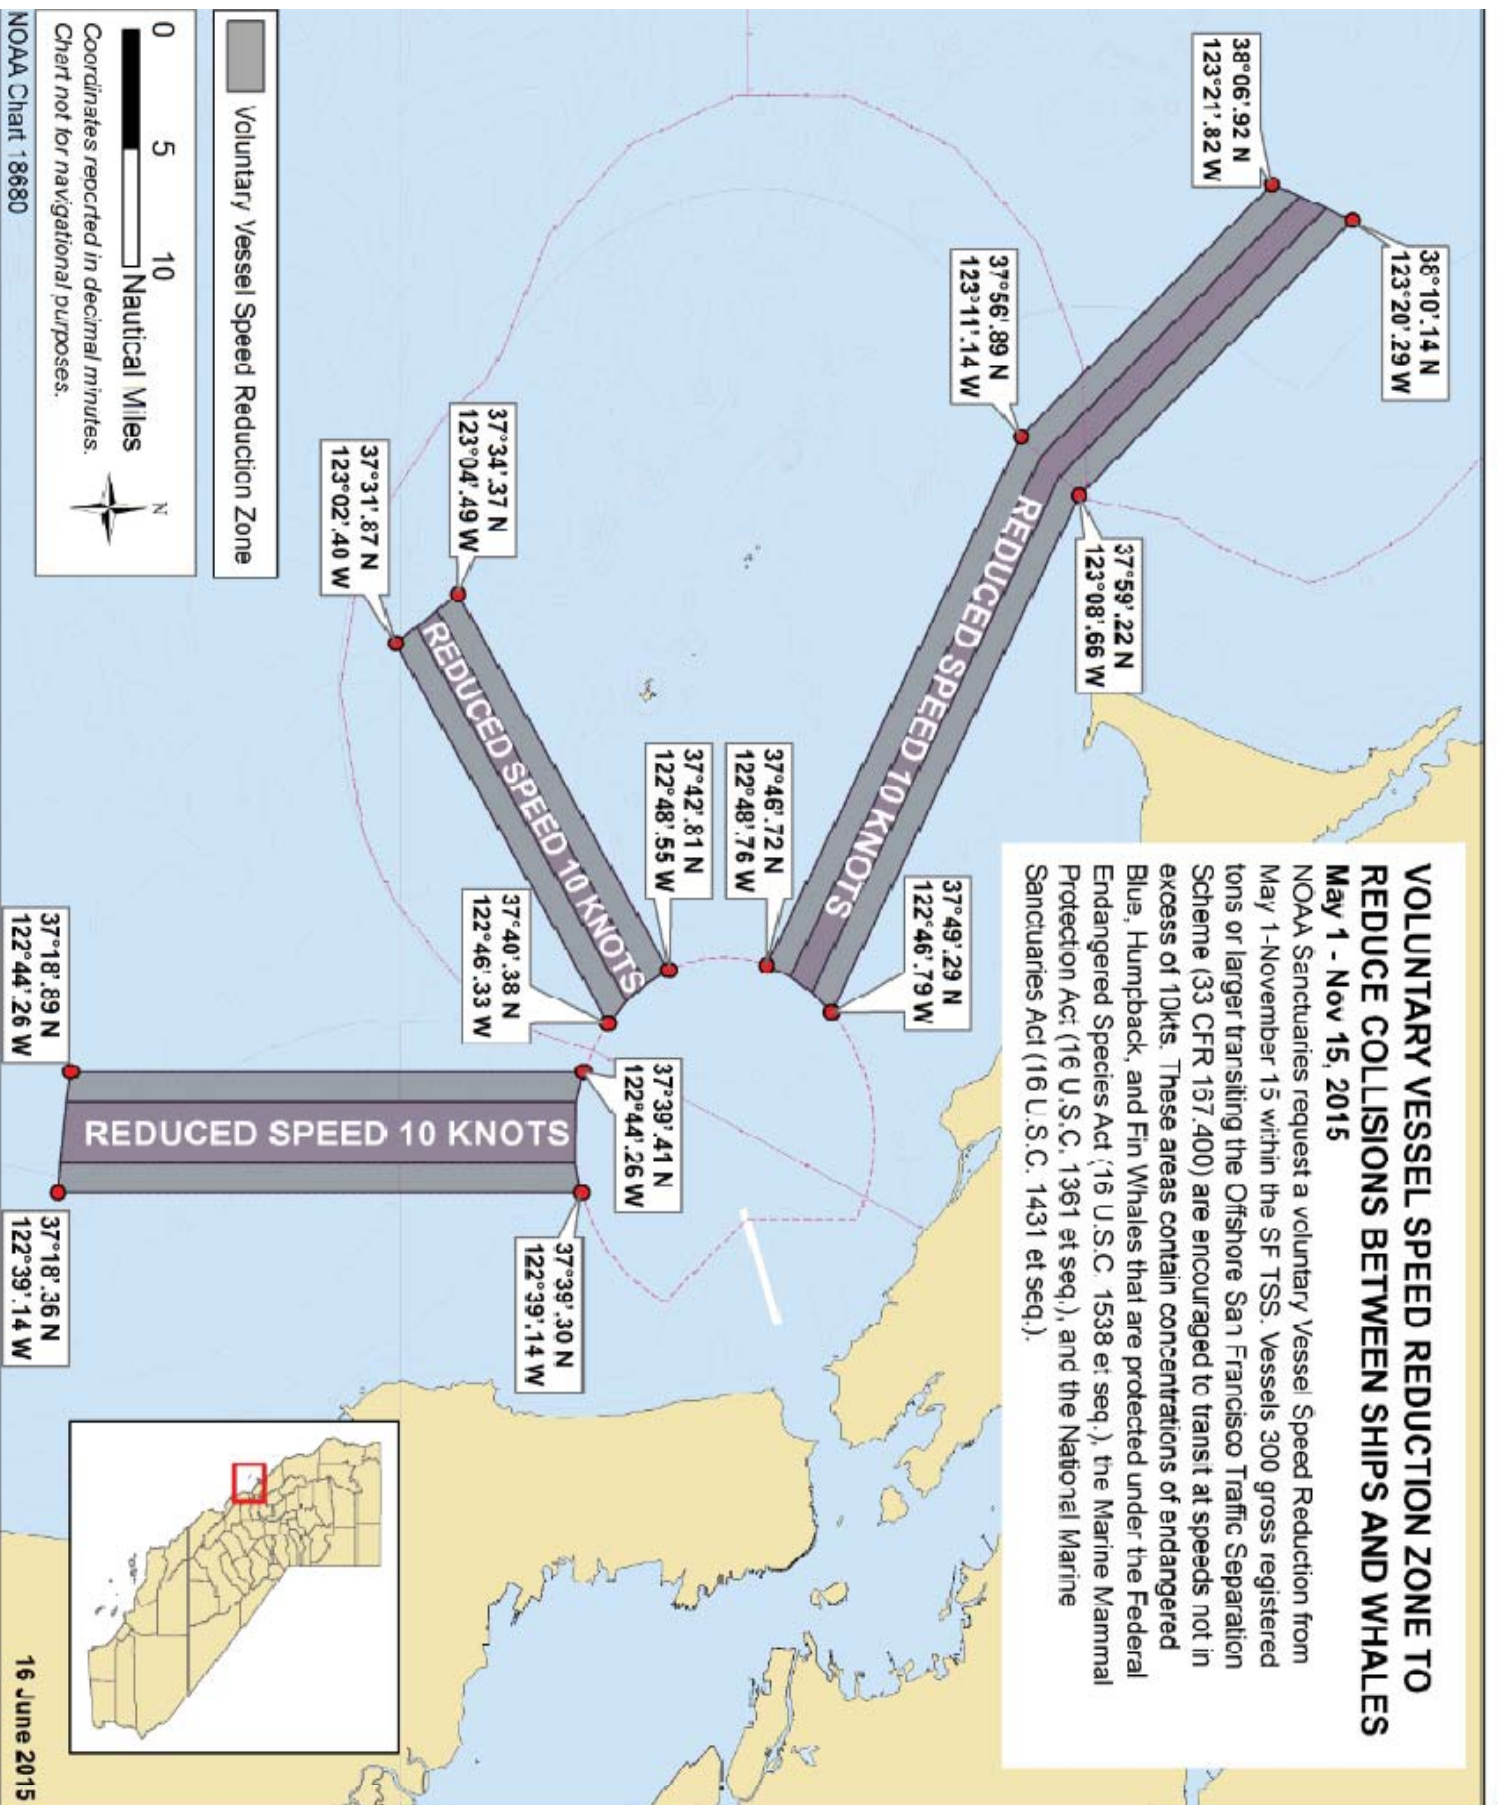 VOLUNTARY VESSEL SPEED REDUCTION ZONE TO
REDUCE COLLISIONS BETWEEN SHIPS AND WHALES
May 1 - Nov 15, 2015
NOAA Sanctuaries request a voluntary Vessel Speed Reduction from
May 1-November 15 within the SF TSS. Vessels 300 gross registered
tons or larger transiting the Offshore San Francisco Traffic Separation
Scheme (33 CFR 167.400) are encouraged to transit at speeds not in
excess of 10kts. These areas contain concentrations of endangered
Blue, Humpback, and Fin Whales that are protected under the Federal
Endangered Species Act (16 U.S.C. 1538 et seq.), the Marine Mammal
Protection Act (16 U.S.C. 1361 et seq.), and the National Marine
Sanctuaries Act (16 U.S.C. 1431 et seq.).
38°10'.14 N
123°20'.29 W
38°06'.92 N
123°21'.82 W
37°59'.22 N
123°08'.66 W
37°56'.89 N
123°11'.14 W
REDUCED SPEED 10 KNOTS
37°49'.29 N
122°46'.79 W
37°46'.72 N
122°48'.76 W
37°42'.81 N
122°48'.55 W
37°40'.38 N
122°46'.33 W
REDUCED SPEED 10 KNOTS
37°34'.37 N
123°04'.49 W
37°31'.87 N
123°02'.40 W
37°39'.41 N
122°44'.26 W
37°39'.30 N
122°39'.14 W
REDUCED SPEED 10 KNOTS
37°18'.89 N
122°44'.26 W
37°18'.36 N
122°39'.14 W
Voluntary Vessel Speed Reduction Zone
0 5 10
Nautical Miles
N
Coordinates reported in decimal minutes.
Chart not for navigational purposes.
NOAA Chart 18680
16 June 2015